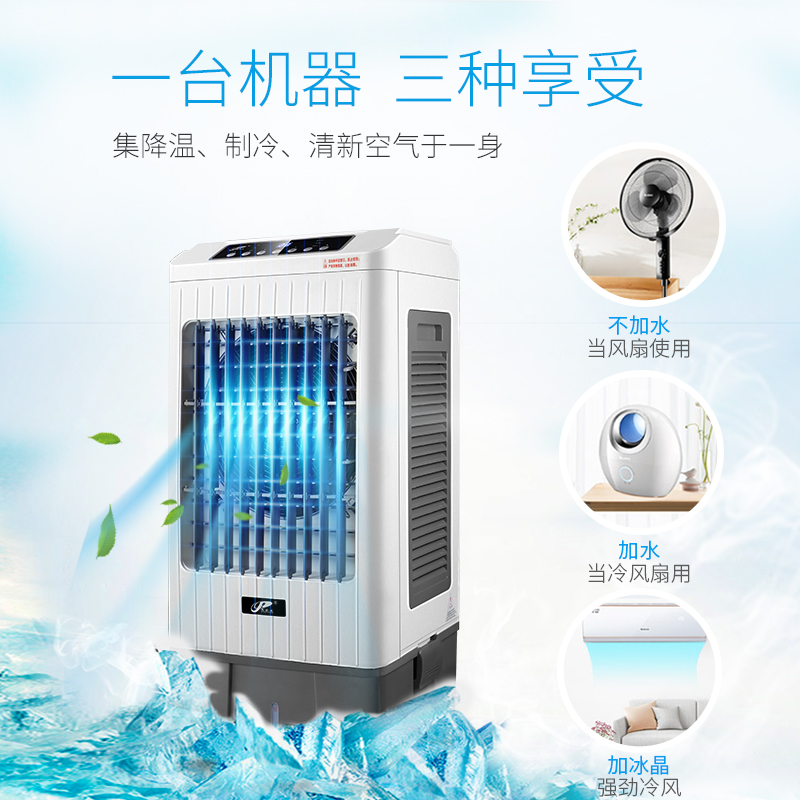 一台机器 三种享受
集降温、制冷、清新空气于一身
不加水
当风扇使用
加水
当冷风扇用
加冰晶
强劲冷风